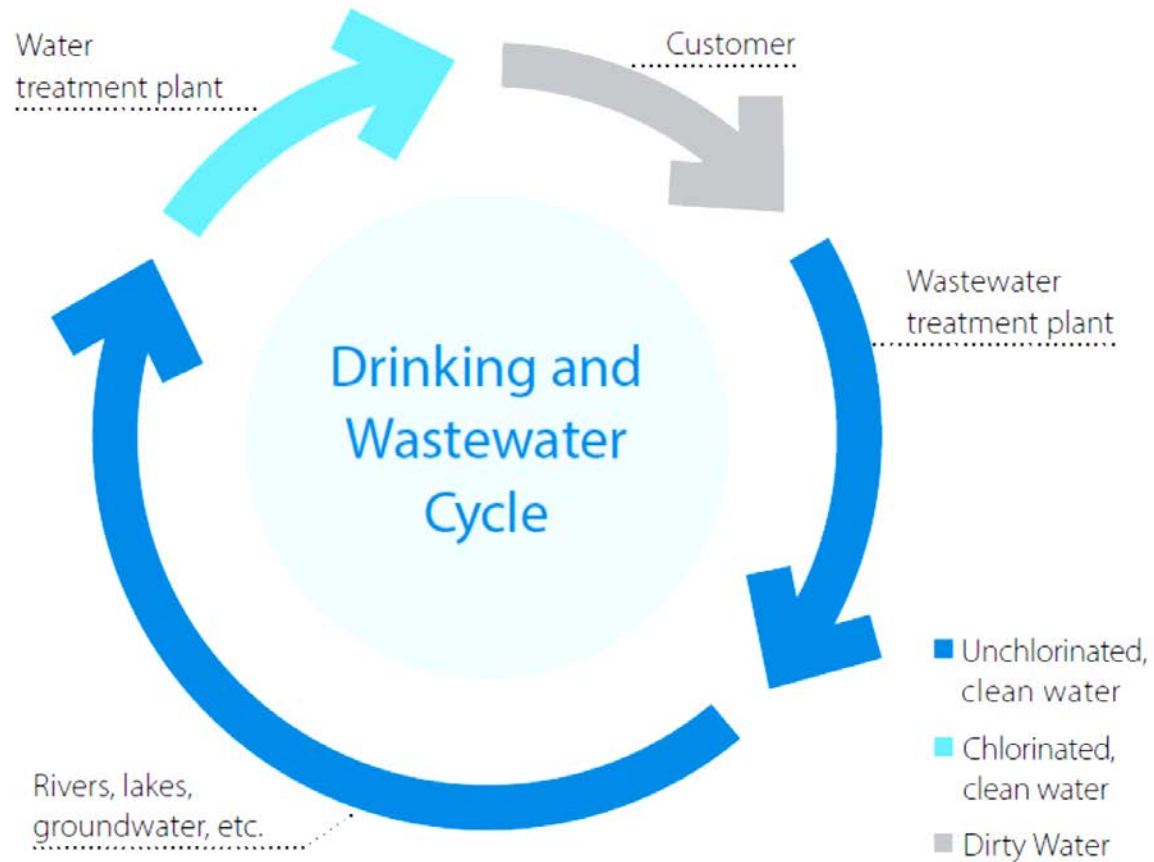 Water
treatment plant
Customer
Wastewater
treatment plant
Drinking and
Wastewater
Cycle
Rivers, lakes,
groundwater, etc.
Unchlorinated,
clean water
Chlorinated,
clean water
Dirty Water